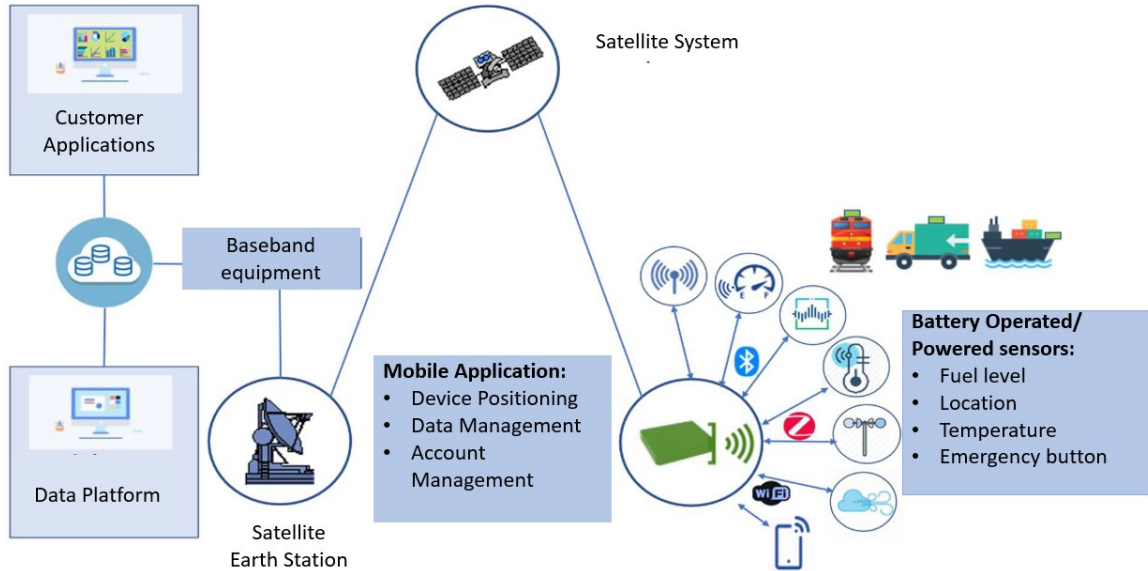 Satellite System
Customer
Applications
Baseband
equipment
Data Platform
Satellite
Earth Station
Mobile Application:
• Device Positioning
• Data Management
• Account
Management
E F
WiFi
Battery Operated/
Powered sensors:
• Fuel level
• Location
• Temperature
• Emergency button